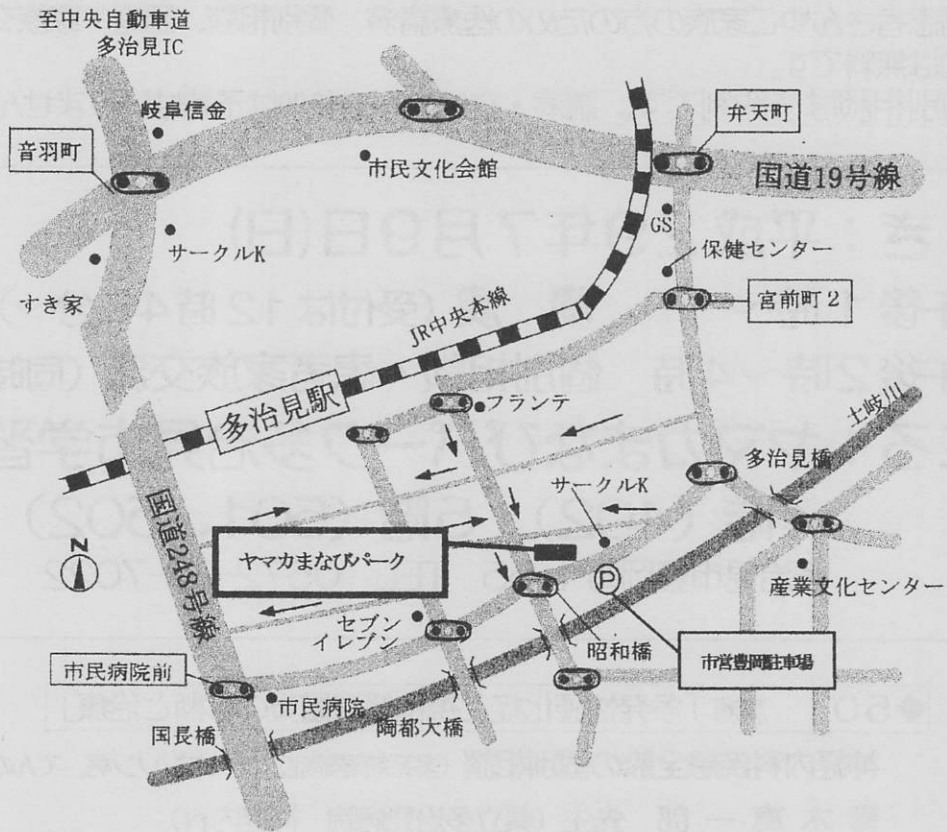 至中央自動車道
多治見IC
岐阜信金
音羽町
市民文化会館
弁天町
国道19号線
GS
サークルK
保健センター
すき家
宮前町2
JR中央本線
多治見駅
フランテ
土岐川
多治見橋
サークルK
国道248号線
ヤマカまなびパーク
N
P
産業文化センター
セブン
イレブン
昭和橋
市営豊岡駐車場
市民病院前
市民病院
国長橋
陶都大橋